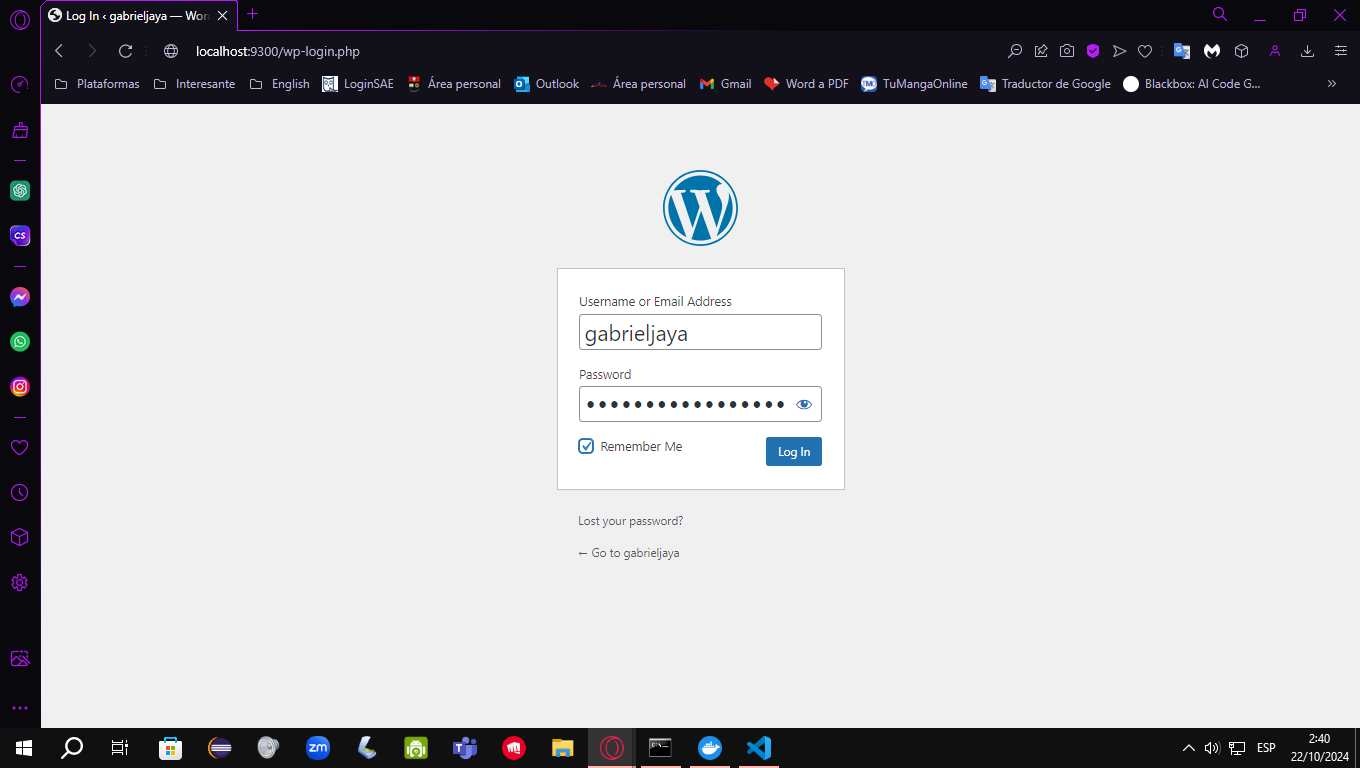 Log In ‹ gabrieljaya — Wor
localhost:9300/wp-login.php
Plataformas Interesante English LoginSAE Área personal Outlook Área personal Gmail Word a PDF TuMangaOnline Traductor de Google Blackbox: AI Code G... »
CS
Username or Email Address
gabrieljaya
Password
Remember Me Log In
Lost your password?
← Go to gabrieljaya
zm
ESP
2:40
22/10/2024